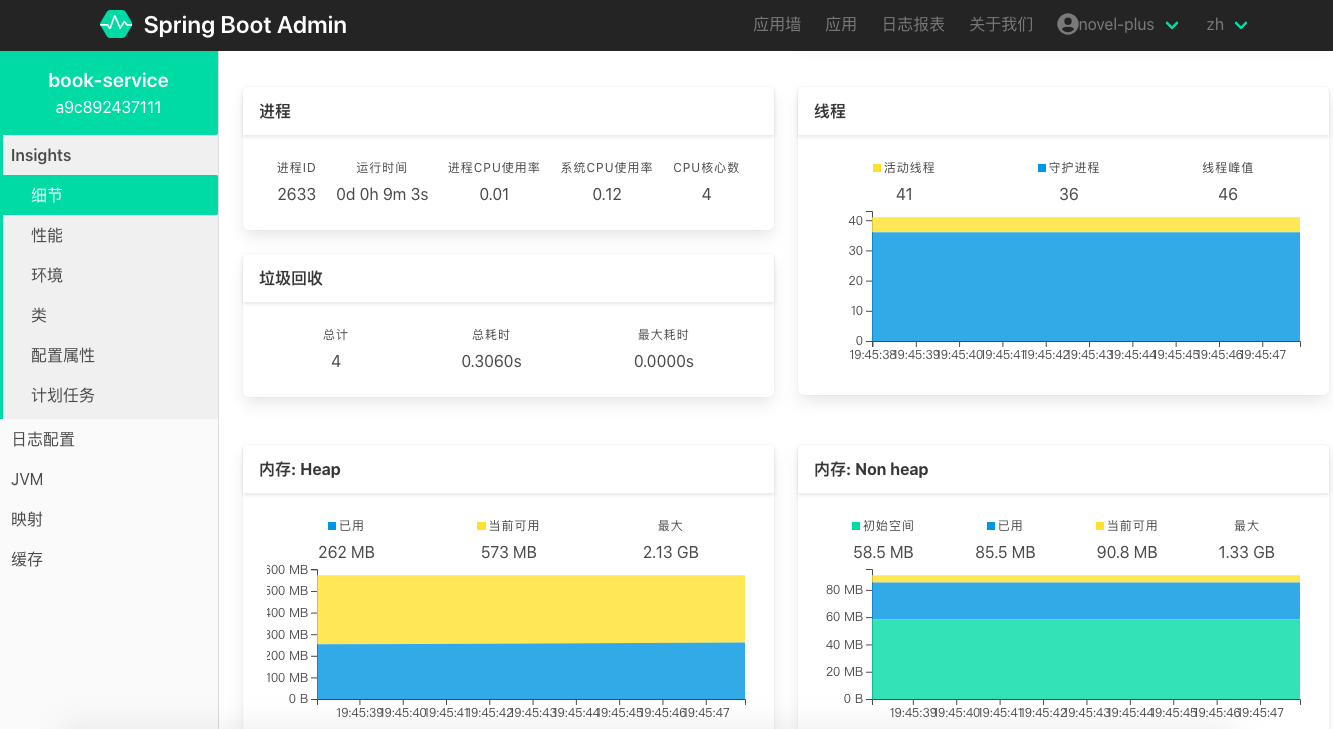 Spring Boot Admin
应用墙 应用 日志报表 关于我们 novel-plus zh
book-service
a9c892437111
Insights
细节
性能
环境
类
配置属性
计划任务
日志配置
JVM
映射
缓存
进程
进程ID 运行时间 进程CPU使用率 系统CPU使用率 CPU核心数
2633 0d 0h 9m 3s 0.01 0.12 4
垃圾回收
总计 总耗时 最大耗时
4 0.3060s 0.0000s
线程
活动线程 守护进程 线程峰值
41 36 46
40
30
20
10
0
19:45:38 19:45:39 19:45:40 19:45:41 19:45:42 19:45:43 19:45:44 19:45:45 19:45:46 19:45:47
内存: Heap
已用 当前可用 最大
262 MB 573 MB 2.13 GB
600 MB
500 MB
400 MB
300 MB
200 MB
100 MB
0 B
19:45:39 19:45:40 19:45:41 19:45:42 19:45:43 19:45:44 19:45:45 19:45:46 19:45:47
内存: Non heap
初始空间 已用 当前可用 最大
58.5 MB 85.5 MB 90.8 MB 1.33 GB
80 MB
60 MB
40 MB
20 MB
0 B
19:45:39 19:45:40 19:45:41 19:45:42 19:45:43 19:45:44 19:45:45 19:45:46 19:45:47